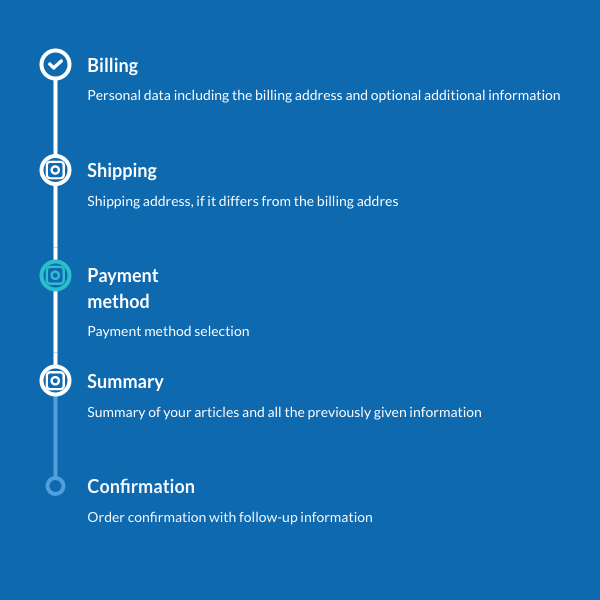 Billing
Personal data including the billing address and optional additional information
Shipping
Shipping address, if it differs from the billing addres
Payment
method
Payment method selection
Summary
Summary of your articles and all the previously given information
Confirmation
Order confirmation with follow-up information